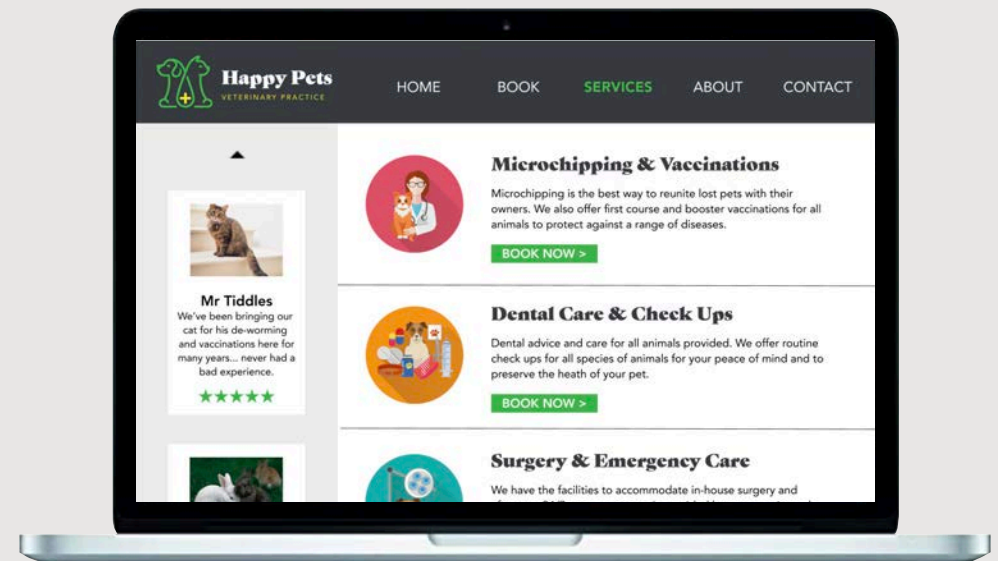 Happy Pets
VETERINARY PRACTICE
HOME
BOOK
SERVICES
ABOUT
CONTACT
Mr Tiddles
We've been bringing our
cat for his de-worming
and vaccinations here for
many years... never had a
bad experience.
Microchipping & Vaccinations
Microchipping is the best way to reunite lost pets with their
owners. We also offer first course and booster vaccinations for all
animals to protect against a range of diseases.
BOOK NOW >
Dental Care & Check Ups
Dental advice and care for all animals provided. We offer routine
check ups for all species of animals for your peace of mind and to
preserve the heath of your pet.
BOOK NOW >
Surgery & Emergency Care
We have the facilities to accommodate in-house surgery and